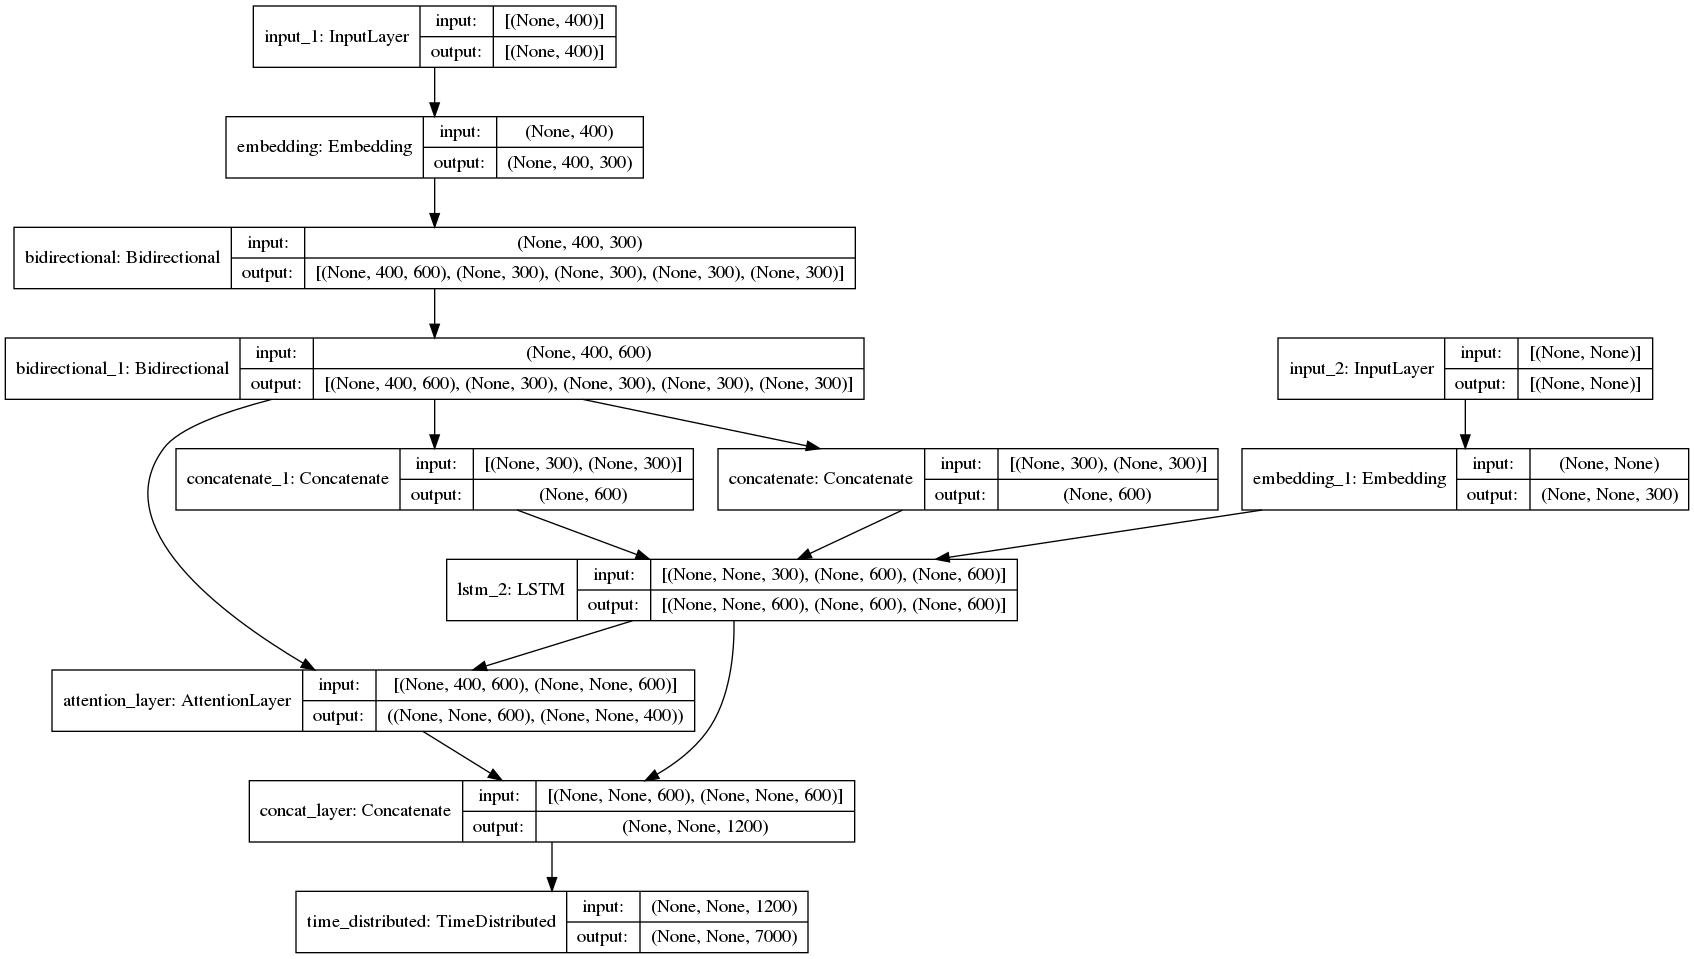 input_1: InputLayer
input: [(None, 400)]
output: [(None, 400)]
embedding: Embedding
input: (None, 400)
output: (None, 400, 300)
bidirectional: Bidirectional
input: (None, 400, 300)
output: [(None, 400, 600), (None, 300), (None, 300), (None, 300), (None, 300)]
bidirectional_1: Bidirectional
input: (None, 400, 600)
output: [(None, 400, 600), (None, 300), (None, 300), (None, 300), (None, 300)]
input_2: InputLayer
input: [(None, None)]
output: [(None, None)]
concatenate_1: Concatenate
input: [(None, 300), (None, 300)]
output: (None, 600)
concatenate: Concatenate
input: [(None, 300), (None, 300)]
output: (None, 600)
embedding_1: Embedding
input: (None, None)
output: (None, None, 300)
lstm_2: LSTM
input: [(None, None, 300), (None, 600), (None, 600)]
output: [(None, None, 600), (None, 600), (None, 600)]
attention_layer: AttentionLayer
input: [(None, 400, 600), (None, None, 600)]
output: ((None, None, 600), (None, None, 400))
concat_layer: Concatenate
input: [(None, None, 600), (None, None, 600)]
output: (None, None, 1200)
time_distributed: TimeDistributed
input: (None, None, 1200)
output: (None, None, 7000)